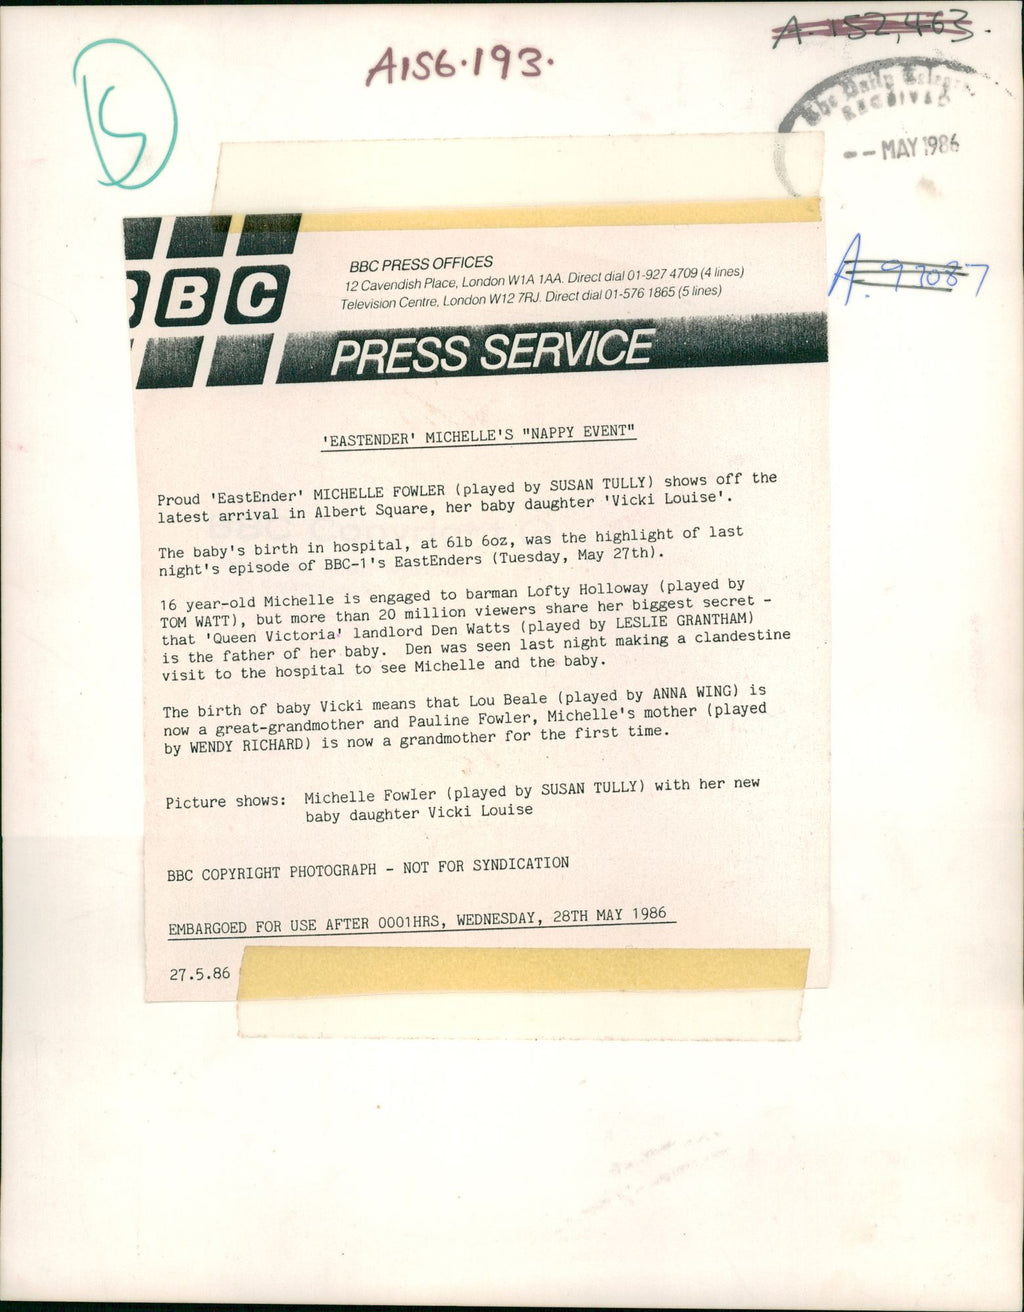 A.152,463.
A156.193.
The Daily Telegraph
RECEIVED
-- MAY 1986
A.97087
BBC
BBC PRESS OFFICES
12 Cavendish Place, London W1A 1AA. Direct dial 01-927 4709 (4 lines)
Television Centre, London W12 7RJ. Direct dial 01-576 1865 (5 lines)
PRESS SERVICE
'EASTENDER' MICHELLE'S "NAPPY EVENT"
Proud 'EastEnder' MICHELLE FOWLER (played by SUSAN TULLY) shows off the
latest arrival in Albert Square, her baby daughter 'Vicki Louise'.
The baby's birth in hospital, at 6lb 6oz, was the highlight of last
night's episode of BBC-1's EastEnders (Tuesday, May 27th).
16 year-old Michelle is engaged to barman Lofty Holloway (played by
TOM WATT), but more than 20 million viewers share her biggest secret -
that 'Queen Victoria' landlord Den Watts (played by LESLIE GRANTHAM)
is the father of her baby. Den was seen last night making a clandestine
visit to the hospital to see Michelle and the baby.
The birth of baby Vicki means that Lou Beale (played by ANNA WING) is
now a great-grandmother and Pauline Fowler, Michelle's mother (played
by WENDY RICHARD) is now a grandmother for the first time.
Picture shows: Michelle Fowler (played by SUSAN TULLY) with her new
baby daughter Vicki Louise
BBC COPYRIGHT PHOTOGRAPH - NOT FOR SYNDICATION
EMBARGOED FOR USE AFTER 0001HRS, WEDNESDAY, 28TH MAY 1986
27.5.86